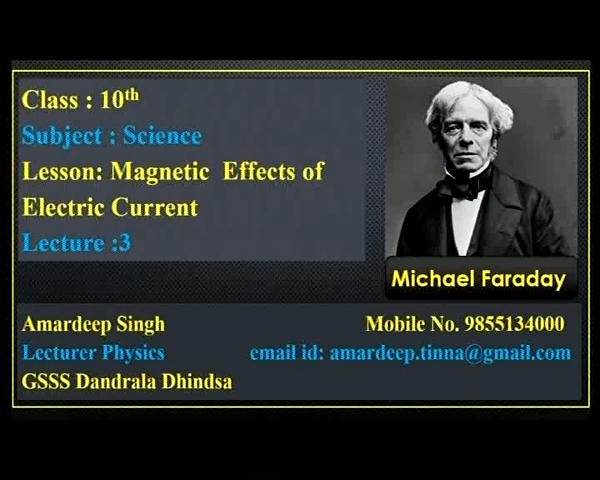 Class : 10th
Subject : Science
Lesson: Magnetic Effects of
Electric Current
Lecture :3
Michael Faraday
Amardeep Singh Mobile No. 9855134000
Lecturer Physics email id: amardeep.tinna@gmail.com
GSSS Dandrala Dhindsa